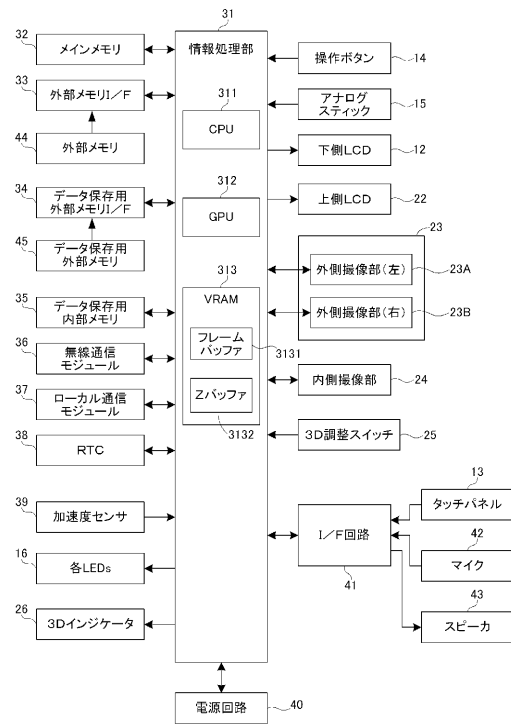 31
32
メインメモリ
33
外部メモリI／F
44
外部メモリ
34
データ保存用
外部メモリI／F
45
データ保存用
外部メモリ
35
データ保存用
内部メモリ
36
無線通信
モジュール
37
ローカル通信
モジュール
38
RTC
39
加速度センサ
16
各LEDs
26
3Dインジケータ
情報処理部
311
CPU
312
GPU
313
VRAM
フレーム
バッファ
3131
Zバッファ
3132
電源回路
40
操作ボタン
14
アナログ
スティック
15
下側LCD
12
上側LCD
22
23
外側撮像部(左)
23A
外側撮像部(右)
23B
内側撮像部
24
3D調整スイッチ
25
I／F回路
41
13
タッチパネル
42
マイク
43
スピーカ